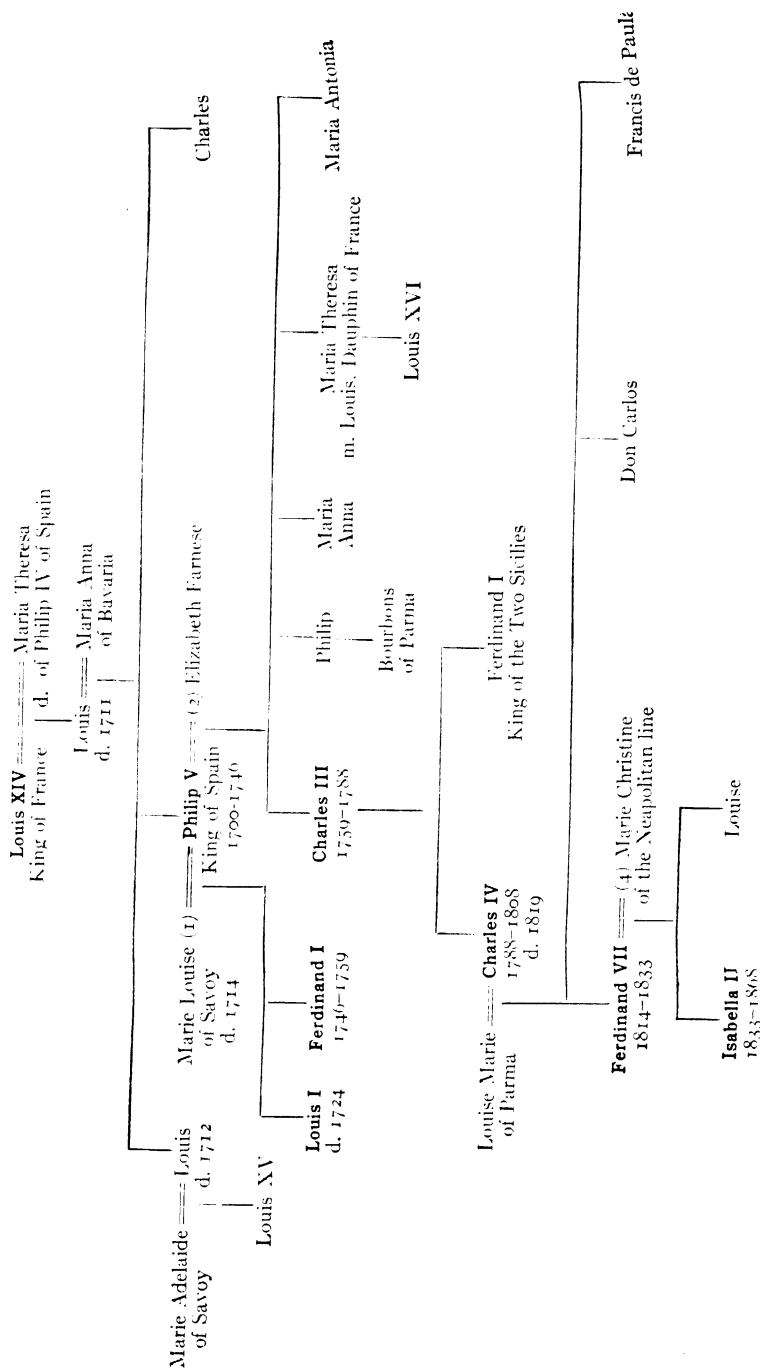 Louis XIV == Maria Theresa
King of France d. of Philip IV of Spain
Louis == Maria Anna
d. 1711 of Bavaria
Marie Adelaide == Louis
of Savoy d. 1712
Louis XV
Marie Louise (1) == Philip V == (2) Elizabeth Farnese
of Savoy King of Spain
d. 1714 1700-1746
Charles
Louis I
d. 1724
Ferdinand I
1746-1759
Charles III
1759-1788
Philip
Bourbons
of Parma
Maria
Anna
Maria Theresa
m. Louis, Dauphin of France
Louis XVI
Maria Antonia
Louise Marie == Charles IV
of Parma 1788-1808
d. 1819
Ferdinand I
King of the Two Sicilies
Ferdinand VII == (4) Marie Christine
1814-1833 of the Neapolitan line
Don Carlos
Francis de Paula
Isabella II
1833-1868
Louise